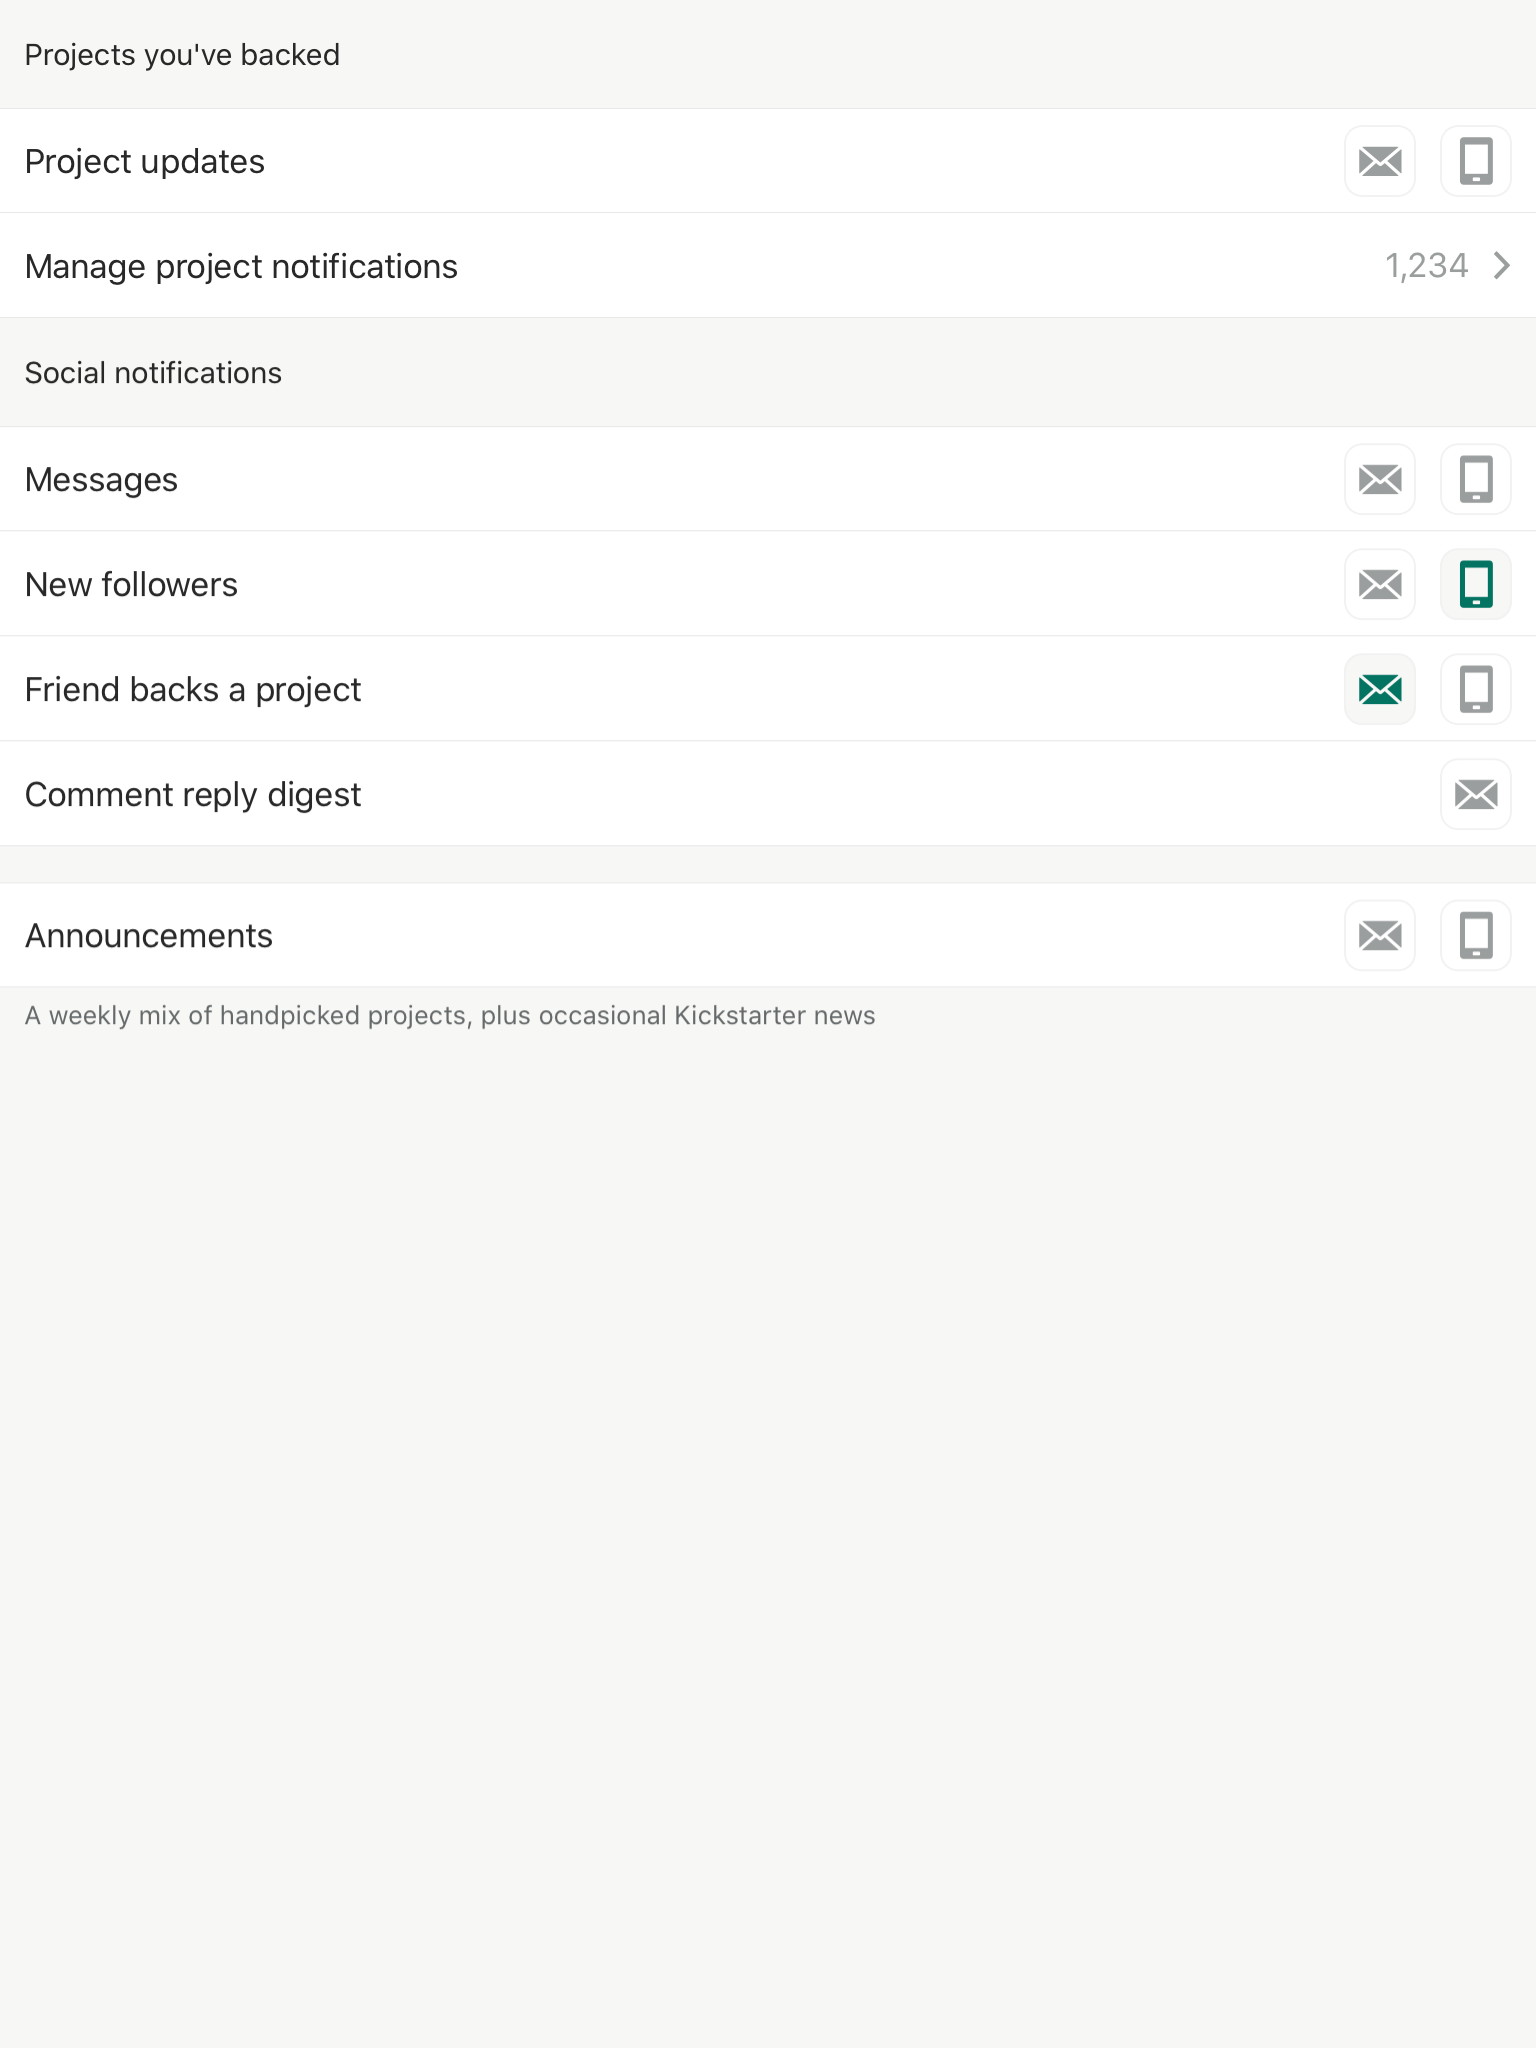 Projects you've backed
Project updates
Manage project notifications 1,234
Social notifications
Messages
New followers
Friend backs a project
Comment reply digest
Announcements
A weekly mix of handpicked projects, plus occasional Kickstarter news